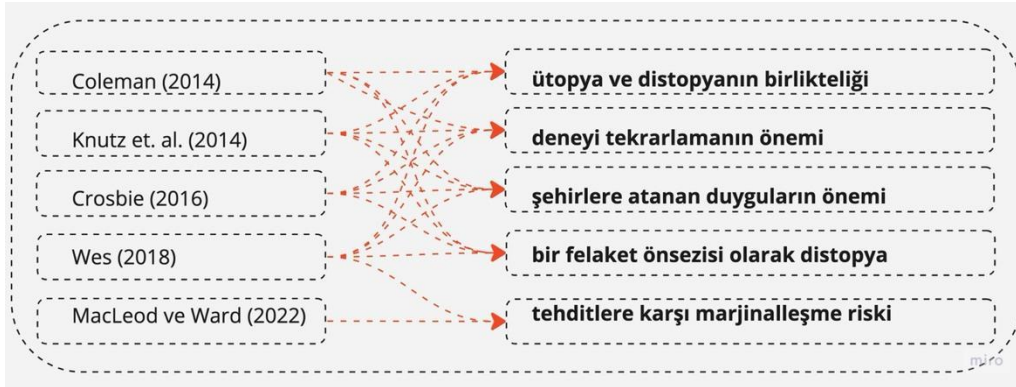 Coleman (2014)
ütopya ve distopyanın birlikteliği
Knutz et. al. (2014)
deneyi tekrarlamanın önemi
Crosbie (2016)
şehirlere atanan duyguların önemi
Wes (2018)
bir felaket önsezisi olarak distopya
MacLeod ve Ward (2022)
tehditlere karşı marjinalleşme riski
miro